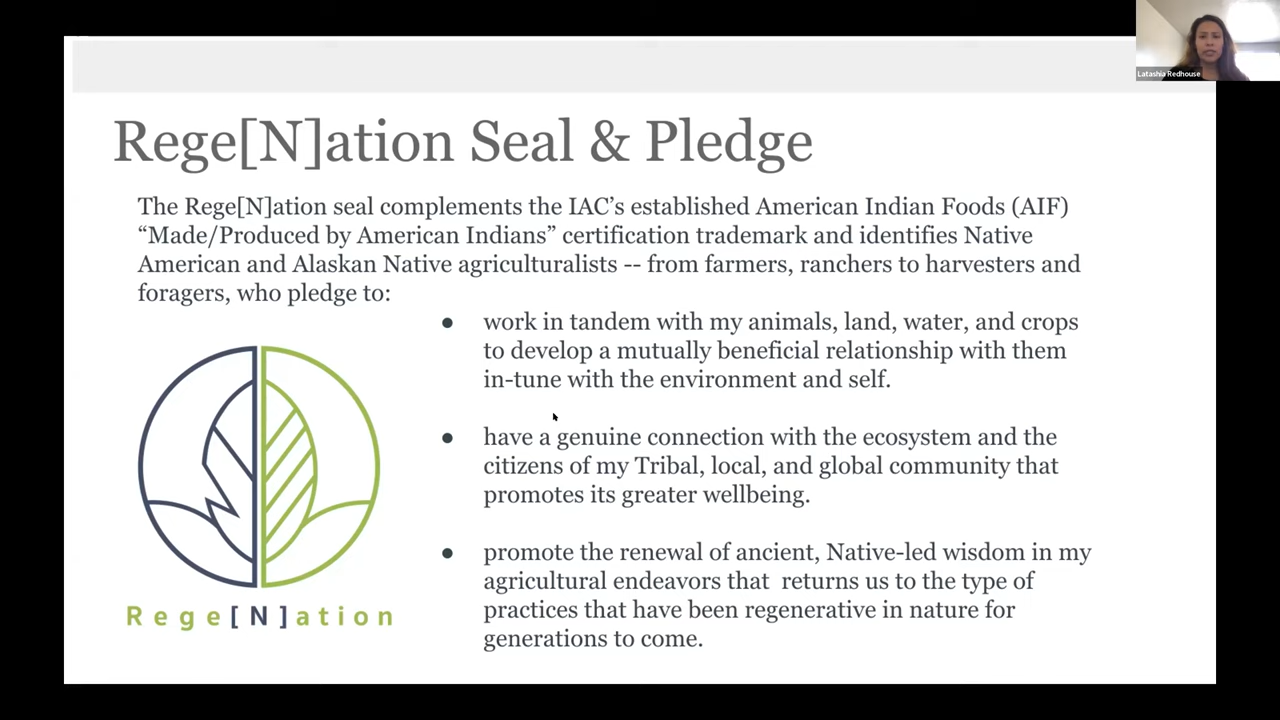 Latashia Redhouse
Rege[N]ation Seal & Pledge
The Rege[N]ation seal complements the IAC’s established American Indian Foods (AIF)
“Made/Produced by American Indians” certification trademark and identifies Native
American and Alaskan Native agriculturalists -- from farmers, ranchers to harvesters and
foragers, who pledge to:
● work in tandem with my animals, land, water, and crops
to develop a mutually beneficial relationship with them
in-tune with the environment and self.
● have a genuine connection with the ecosystem and the
citizens of my Tribal, local, and global community that
promotes its greater wellbeing.
● promote the renewal of ancient, Native-led wisdom in my
agricultural endeavors that  returns us to the type of
practices that have been regenerative in nature for
generations to come.
Rege[N]ation